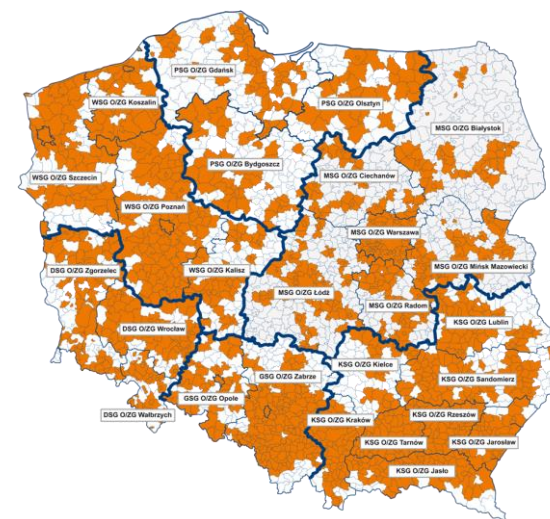 PSG O/ZG Gdańsk
WSG O/ZG Koszalin
PSG O/ZG Olsztyn
MSG O/ZG Białystok
PSG O/ZG Bydgoszcz
WSG O/ZG Szczecin
MSG O/ZG Ciechanów
WSG O/ZG Poznań
MSG O/ZG Warszawa
DSG O/ZG Zgorzelec
WSG O/ZG Kalisz
MSG O/ZG Mińsk Mazowiecki
MSG O/ZG Łódź
MSG O/ZG Radom
DSG O/ZG Wrocław
KSG O/ZG Lublin
KSG O/ZG Kielce
GSG O/ZG Zabrze
KSG O/ZG Sandomierz
GSG O/ZG Opole
DSG O/ZG Wałbrzych
KSG O/ZG Rzeszów
KSG O/ZG Kraków
KSG O/ZG Tarnów
KSG O/ZG Jarosław
KSG O/ZG Jasło